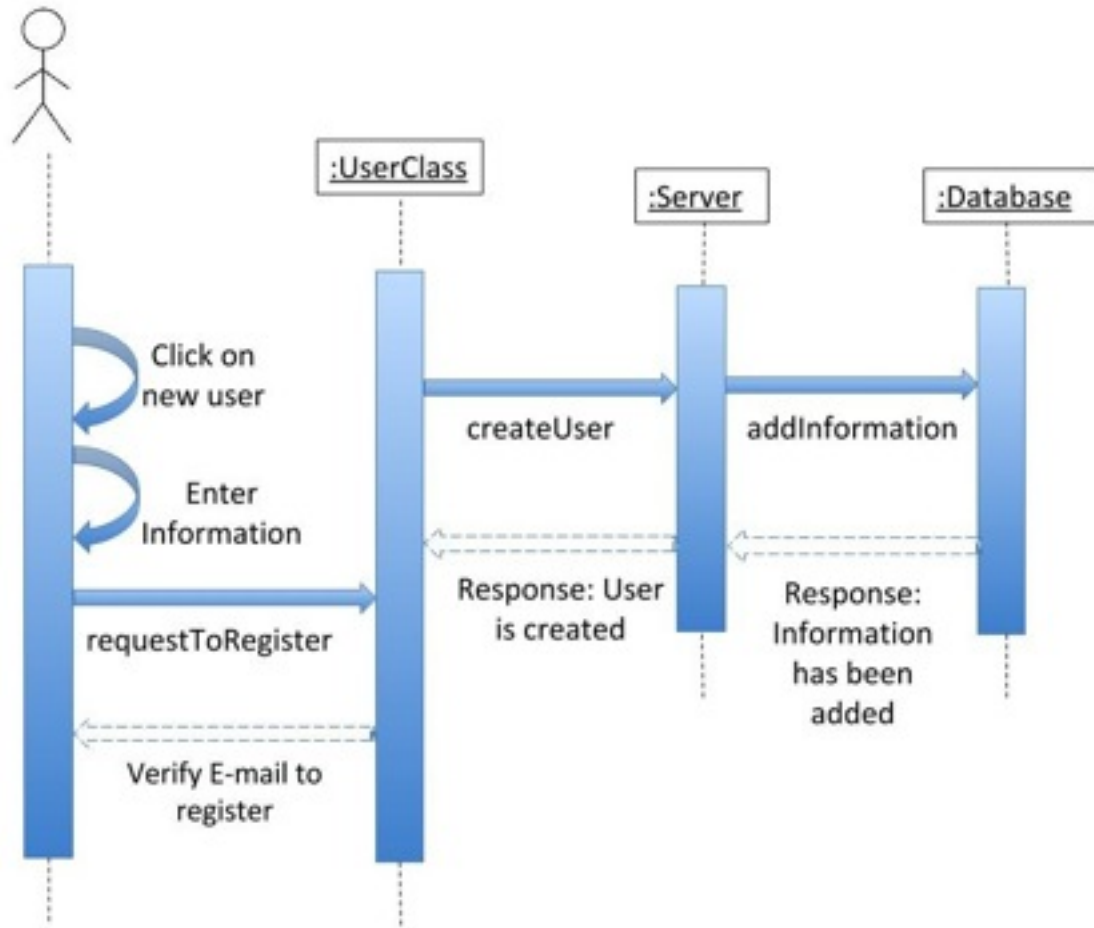 :UserClass
:Server
:Database
Click on
new user
createUser
addInformation
Enter
Information
Response: User
is created
Response:
Information
has been
added
requestToRegister
Verify E-mail to
register